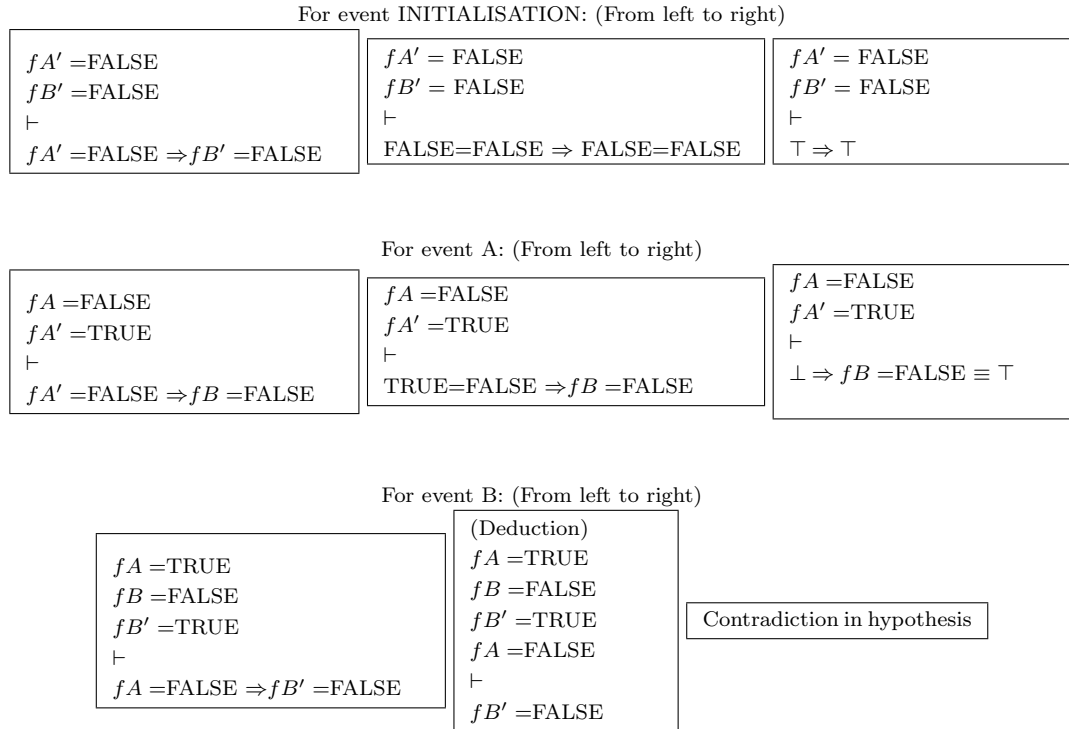 For event INITIALISATION: (From left to right)
fA′ =FALSE
fB′ =FALSE
⊢
fA′ =FALSE ⇒fB′ =FALSE
fA′ = FALSE
fB′ = FALSE
⊢
FALSE=FALSE ⇒ FALSE=FALSE
fA′ = FALSE
fB′ = FALSE
⊢
⊤ ⇒ ⊤
For event A: (From left to right)
fA =FALSE
fA′ =TRUE
⊢
fA′ =FALSE ⇒fB =FALSE
fA =FALSE
fA′ =TRUE
⊢
TRUE=FALSE ⇒fB =FALSE
fA =FALSE
fA′ =TRUE
⊢
⊥ ⇒ fB =FALSE ≡ ⊤
For event B: (From left to right)
fA =TRUE
fB =FALSE
fB′ =TRUE
⊢
fA =FALSE ⇒fB′ =FALSE
(Deduction)
fA =TRUE
fB =FALSE
fB′ =TRUE
fA =FALSE
⊢
fB′ =FALSE
Contradiction in hypothesis